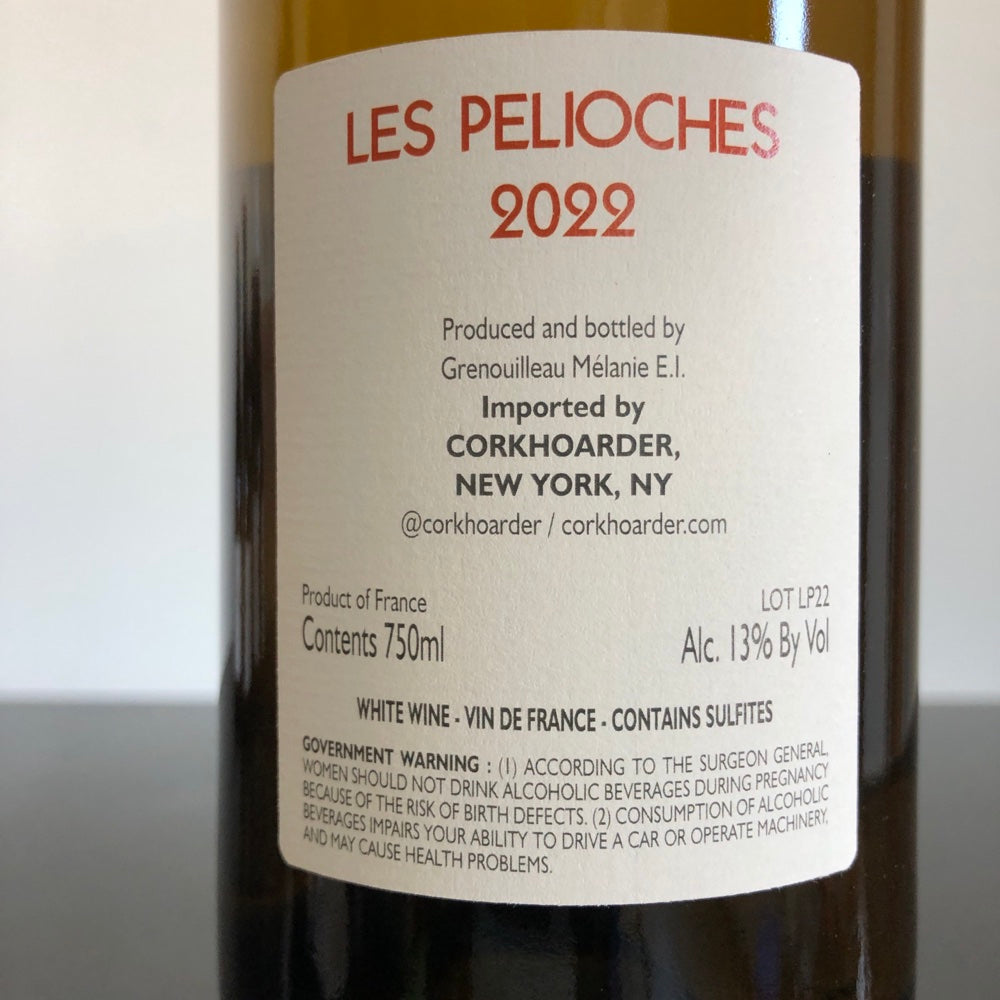 LES PELIOCHES
2022
Produced and bottled by
Grenouilleau Mélanie E.I.
Imported by
CORKHOARDER,
NEW YORK, NY
@corkhoarder / corkhoarder.com
Product of France
LOT LP22
Contents 750ml
Alc. 13% By Vol
WHITE WINE - VIN DE FRANCE - CONTAINS SULFITES
GOVERNMENT WARNING : (1) ACCORDING TO THE SURGEON GENERAL,
WOMEN SHOULD NOT DRINK ALCOHOLIC BEVERAGES DURING PREGNANCY
BECAUSE OF THE RISK OF BIRTH DEFECTS. (2) CONSUMPTION OF ALCOHOLIC
BEVERAGES IMPAIRS YOUR ABILITY TO DRIVE A CAR OR OPERATE MACHINERY,
AND MAY CAUSE HEALTH PROBLEMS.